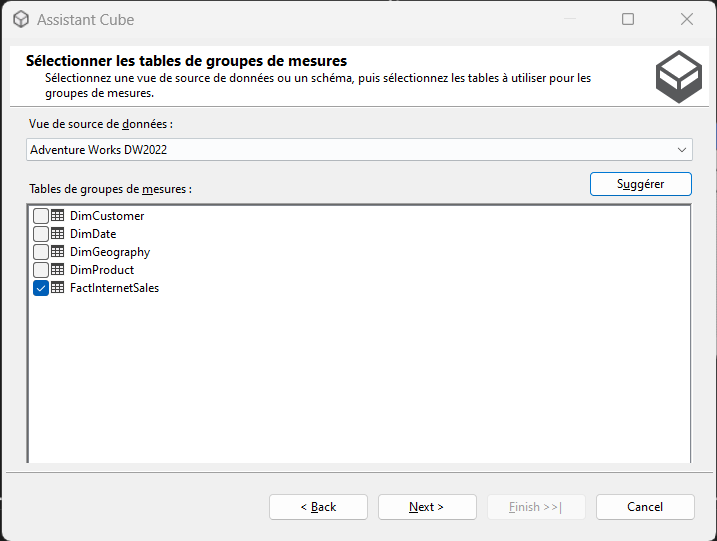 Assistant Cube
Sélectionner les tables de groupes de mesures
Sélectionnez une vue de source de données ou un schéma, puis sélectionnez les tables à utiliser pour les
groupes de mesures.
Vue de source de données :
Adventure Works DW2022
Tables de groupes de mesures :
Suggérer
DimCustomer
DimDate
DimGeography
DimProduct
FactInternetSales
< Back
Next >
Finish >>|
Cancel